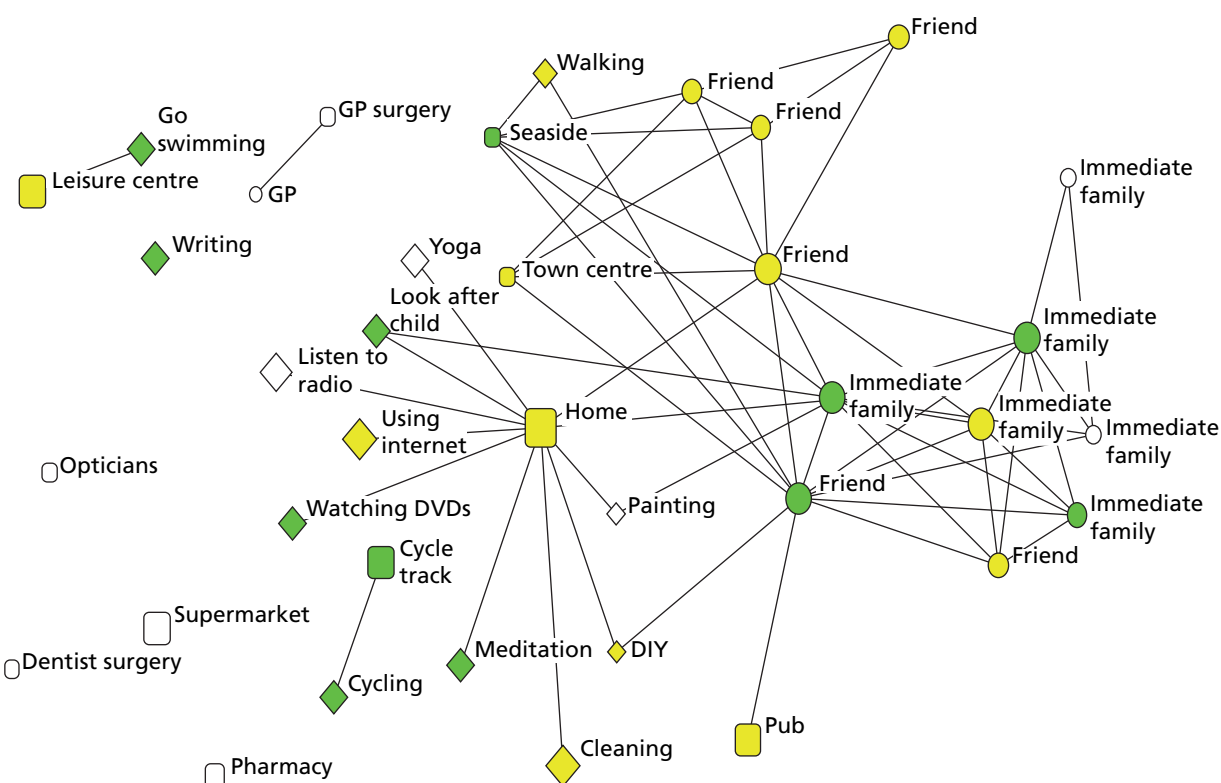 Friend
Walking
Friend
GP surgery
Friend
Go
swimming
Seaside
Leisure centre
GP
Immediate
family
Writing
Yoga
Friend
Town centre
Look after
child
Immediate
family
Listen to
radio
Immediate
family
Home
Using
internet
Immediate
family
Immediate
family
Opticians
Friend
Watching DVDs
Painting
Immediate
family
Cycle
track
Friend
Supermarket
Dentist surgery
Meditation
DIY
Cycling
Pub
Cleaning
Pharmacy